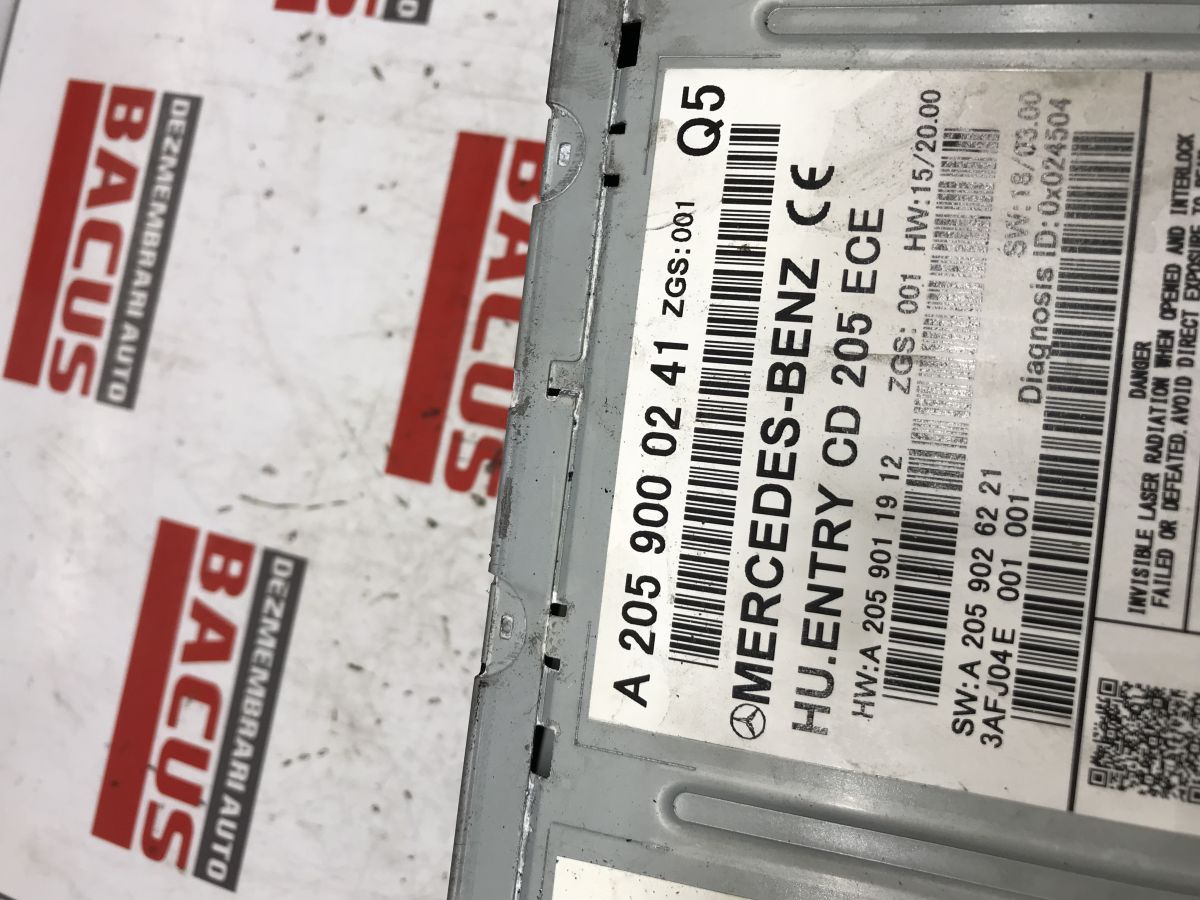 A 205 900 02 41 ZGS:001 Q5
MERCEDES-BENZ CE
HU.ENTRY CD 205 ECE
HW:A 205 901 19 12 ZGS: 001 HW:15/20.00
SW:A 205 902 62 21 SW:18/03.00
3AFJ04E 001 001 Diagnosis ID:0x024504
DANGER
INVISIBLE LASER RADIATION WHEN OPENED AND INTERLOCK
FAILED OR DEFEATED. AVOID DIRECT EXPOSURE
BACUS
DEZMEMBRARI AUTO
BACUS
BACUS
DEZMEMBRARI AUTO